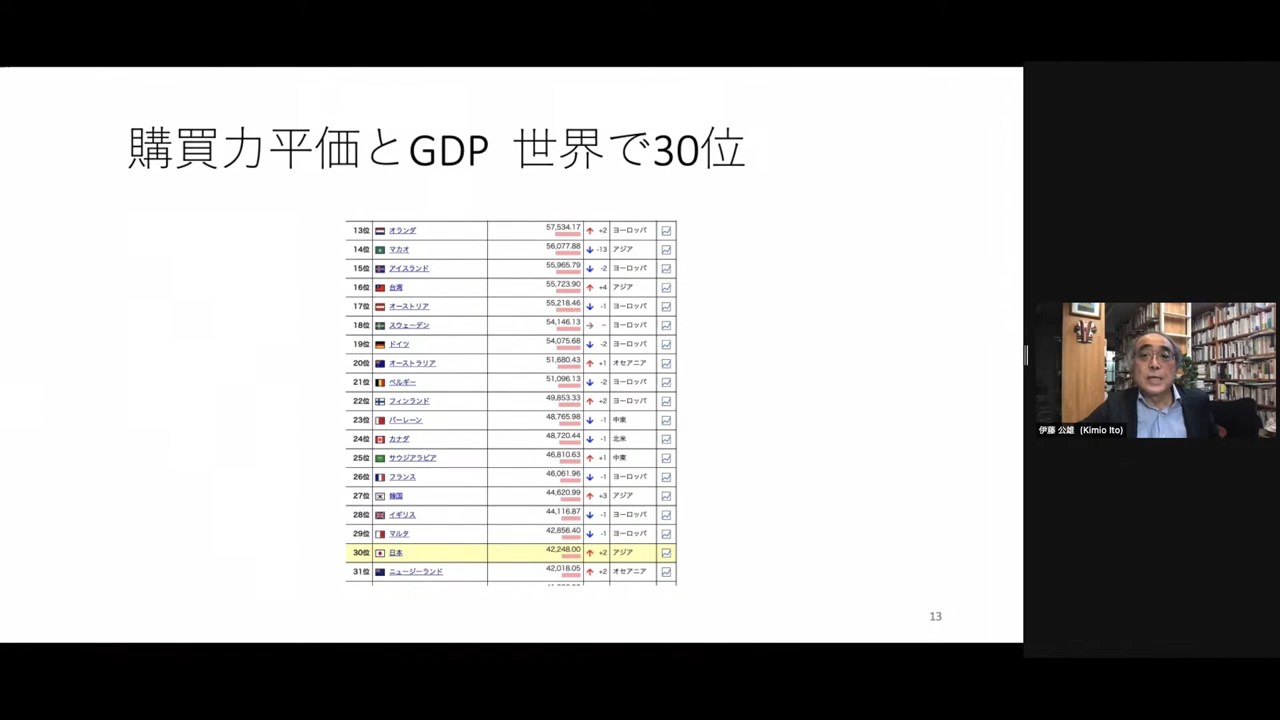 購買力平価とGDP 世界で30位
13位 オランダ 57,534.17 +2 ヨーロッパ
14位 マカオ 56,077.88 -13 アジア
15位 アイスランド 55,965.79 -2 ヨーロッパ
16位 台湾 55,723.90 +4 アジア
17位 オーストリア 55,218.46 -1 ヨーロッパ
18位 スウェーデン 54,146.13 - ヨーロッパ
19位 ドイツ 54,075.68 -2 ヨーロッパ
20位 オーストラリア 51,680.43 +1 オセアニア
21位 ベルギー 51,096.13 -2 ヨーロッパ
22位 フィンランド 49,853.33 +2 ヨーロッパ
23位 バーレーン 48,765.98 -1 中東
24位 カナダ 48,720.44 -1 北米
25位 サウジアラビア 46,810.63 +1 中東
26位 フランス 46,061.96 -1 ヨーロッパ
27位 韓国 44,620.99 +3 アジア
28位 イギリス 44,116.87 -1 ヨーロッパ
29位 マルタ 42,856.40 -1 ヨーロッパ
30位 日本 42,248.00 +2 アジア
31位 ニュージーランド 42,018.05 +2 オセアニア
13
伊藤 公雄 (Kimio Ito)